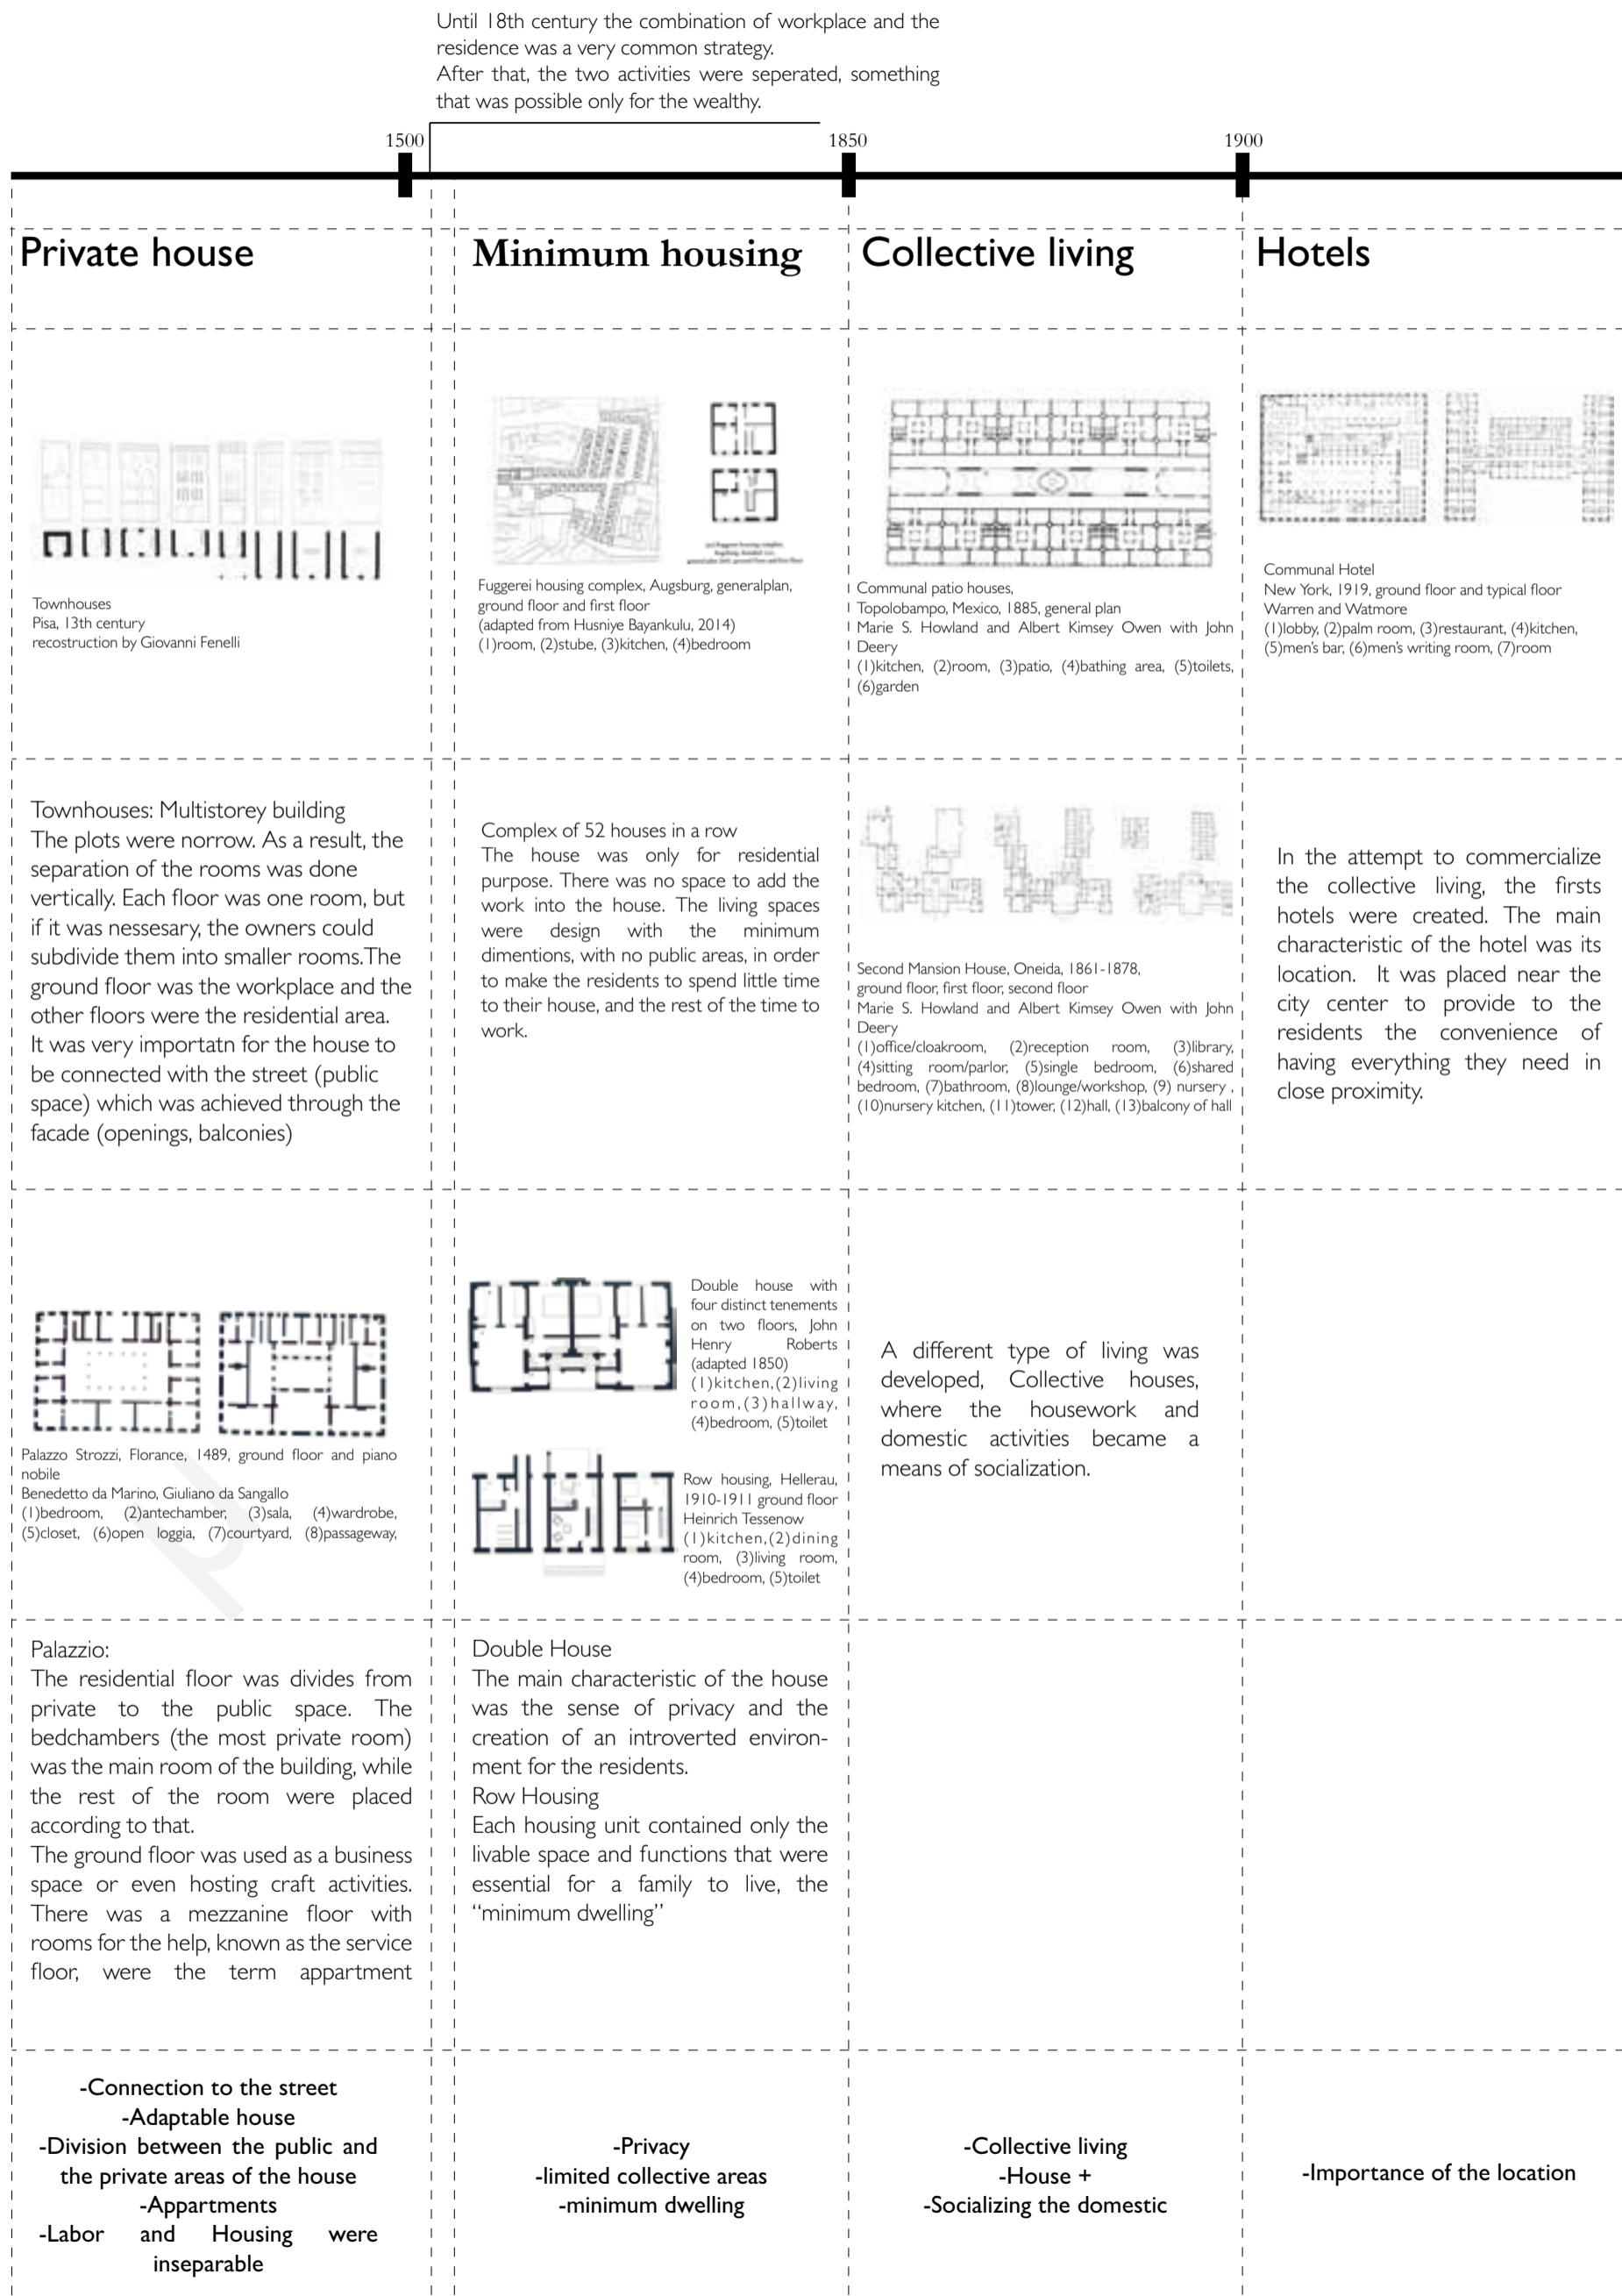 Until 18th century the combination of workplace and the
residence was a very common strategy.
After that, the two activities were seperated, something
that was possible only for the wealthy.
1500
1850
1900
Private house
Minimum housing
Collective living
Hotels
Townhouses
Pisa, 13th century
recostruction by Giovanni Fenelli
Fuggerei housing complex, Augsburg, generalplan,
ground floor and first floor
(adapted from Husniye Bayankulu, 2014)
(1)room, (2)stube, (3)kitchen, (4)bedroom
Communal patio houses,
Topolobampo, Mexico, 1885, general plan
Marie S. Howland and Albert Kimsey Owen with John
Deery
(1)kitchen, (2)room, (3)patio, (4)bathing area, (5)toilets,
(6)garden
Communal Hotel
New York, 1919, ground floor and typical floor
Warren and Watmore
(1)lobby, (2)palm room, (3)restaurant, (4)kitchen,
(5)men's bar, (6)men's writing room, (7)room
Townhouses: Multistorey building
The plots were norrow. As a result, the
separation of the rooms was done
vertically. Each floor was one room, but
if it was nessesary, the owners could
subdivide them into smaller rooms.The
ground floor was the workplace and the
other floors were the residential area.
It was very importatn for the house to
be connected with the street (public
space) which was achieved through the
facade (openings, balconies)
Complex of 52 houses in a row
The house was only for residential
purpose. There was no space to add the
work into the house. The living spaces
were design with the minimum
dimentions, with no public areas, in order
to make the residents to spend little time
to their house, and the rest of the time to
work.
Second Mansion House, Oneida, 1861-1878,
ground floor, first floor, second floor
Marie S. Howland and Albert Kimsey Owen with John
Deery
(1)office/cloakroom, (2)reception room, (3)library,
(4)sitting room/parlor, (5)single bedroom, (6)shared
bedroom, (7)bathroom, (8)lounge/workshop, (9) nursery ,
(10)nursery kitchen, (11)tower, (12)hall, (13)balcony of hall
In the attempt to commercialize
the collective living, the firsts
hotels were created. The main
characteristic of the hotel was its
location. It was placed near the
city center to provide to the
residents the convenience of
having everything they need in
close proximity.
Palazzo Strozzi, Florance, 1489, ground floor and piano
nobile
Benedetto da Marino, Giuliano da Sangallo
(1)bedroom, (2)antechamber, (3)sala, (4)wardrobe,
(5)closet, (6)open loggia, (7)courtyard, (8)passageway,
Double house with
four distinct tenements
on two floors, John
Henry Roberts
(adapted 1850)
(1)kitchen,(2)living
room,(3)hallway,
(4)bedroom, (5)toilet
Row housing, Hellerau,
1910-1911 ground floor
Heinrich Tessenow
(1)kitchen,(2)dining
room, (3)living room,
(4)bedroom, (5)toilet
A different type of living was
developed, Collective houses,
where the housework and
domestic activities became a
means of socialization.
Palazzio:
The residential floor was divides from
private to the public space. The
bedchambers (the most private room)
was the main room of the building, while
the rest of the room were placed
according to that.
The ground floor was used as a business
space or even hosting craft activities.
There was a mezzanine floor with
rooms for the help, known as the service
floor, were the term appartment
Double House
The main characteristic of the house
was the sense of privacy and the
creation of an introverted environ-
ment for the residents.
Row Housing
Each housing unit contained only the
livable space and functions that were
essential for a family to live, the
“minimum dwelling”
-Connection to the street
-Adaptable house
-Division between the public and
the private areas of the house
-Appartments
-Labor and Housing were
inseparable
-Privacy
-limited collective areas
-minimum dwelling
-Collective living
-House +
-Socializing the domestic
-Importance of the location